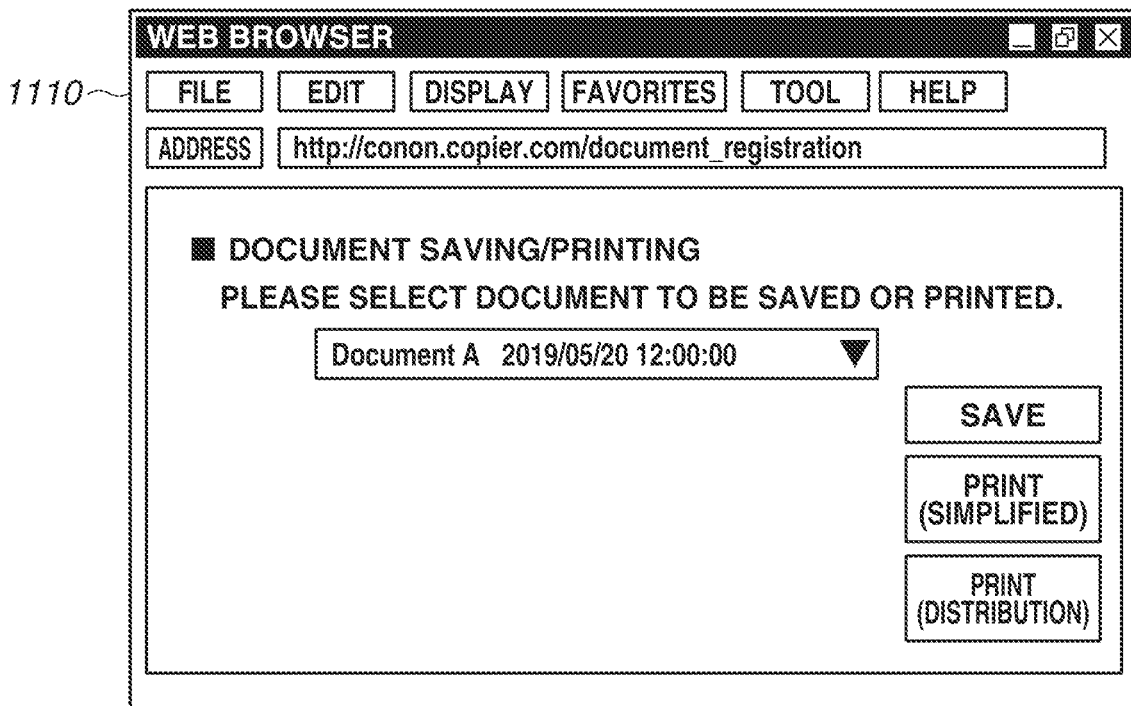 WEB BROWSER
1110
FILE EDIT DISPLAY FAVORITES TOOL HELP
ADDRESS http://conon.copier.com/document_registration
■ DOCUMENT SAVING/PRINTING
PLEASE SELECT DOCUMENT TO BE SAVED OR PRINTED.
Document A 2019/05/20 12:00:00 ▼
SAVE
PRINT
(SIMPLIFIED)
PRINT
(DISTRIBUTION)